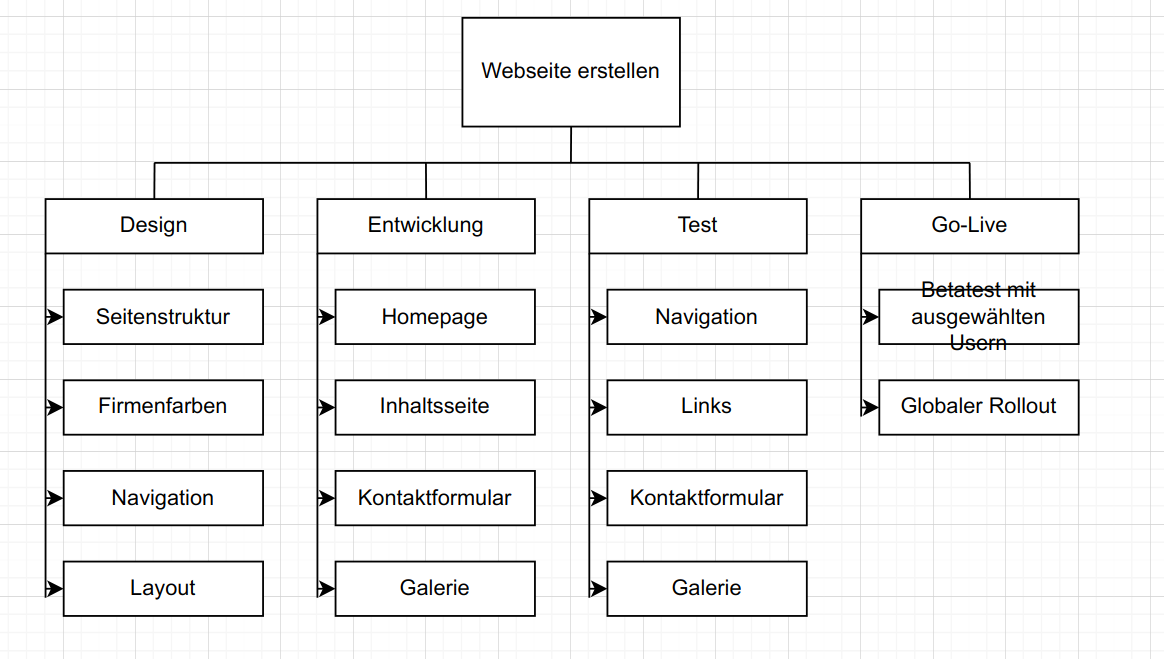 Webseite erstellen
Design
Entwicklung
Test
Go-Live
Seitenstruktur
Homepage
Navigation
Betatest mit
ausgewählten
Usern
Firmenfarben
Inhaltsseite
Links
Globaler Rollout
Navigation
Kontaktformular
Kontaktformular
Layout
Galerie
Galerie